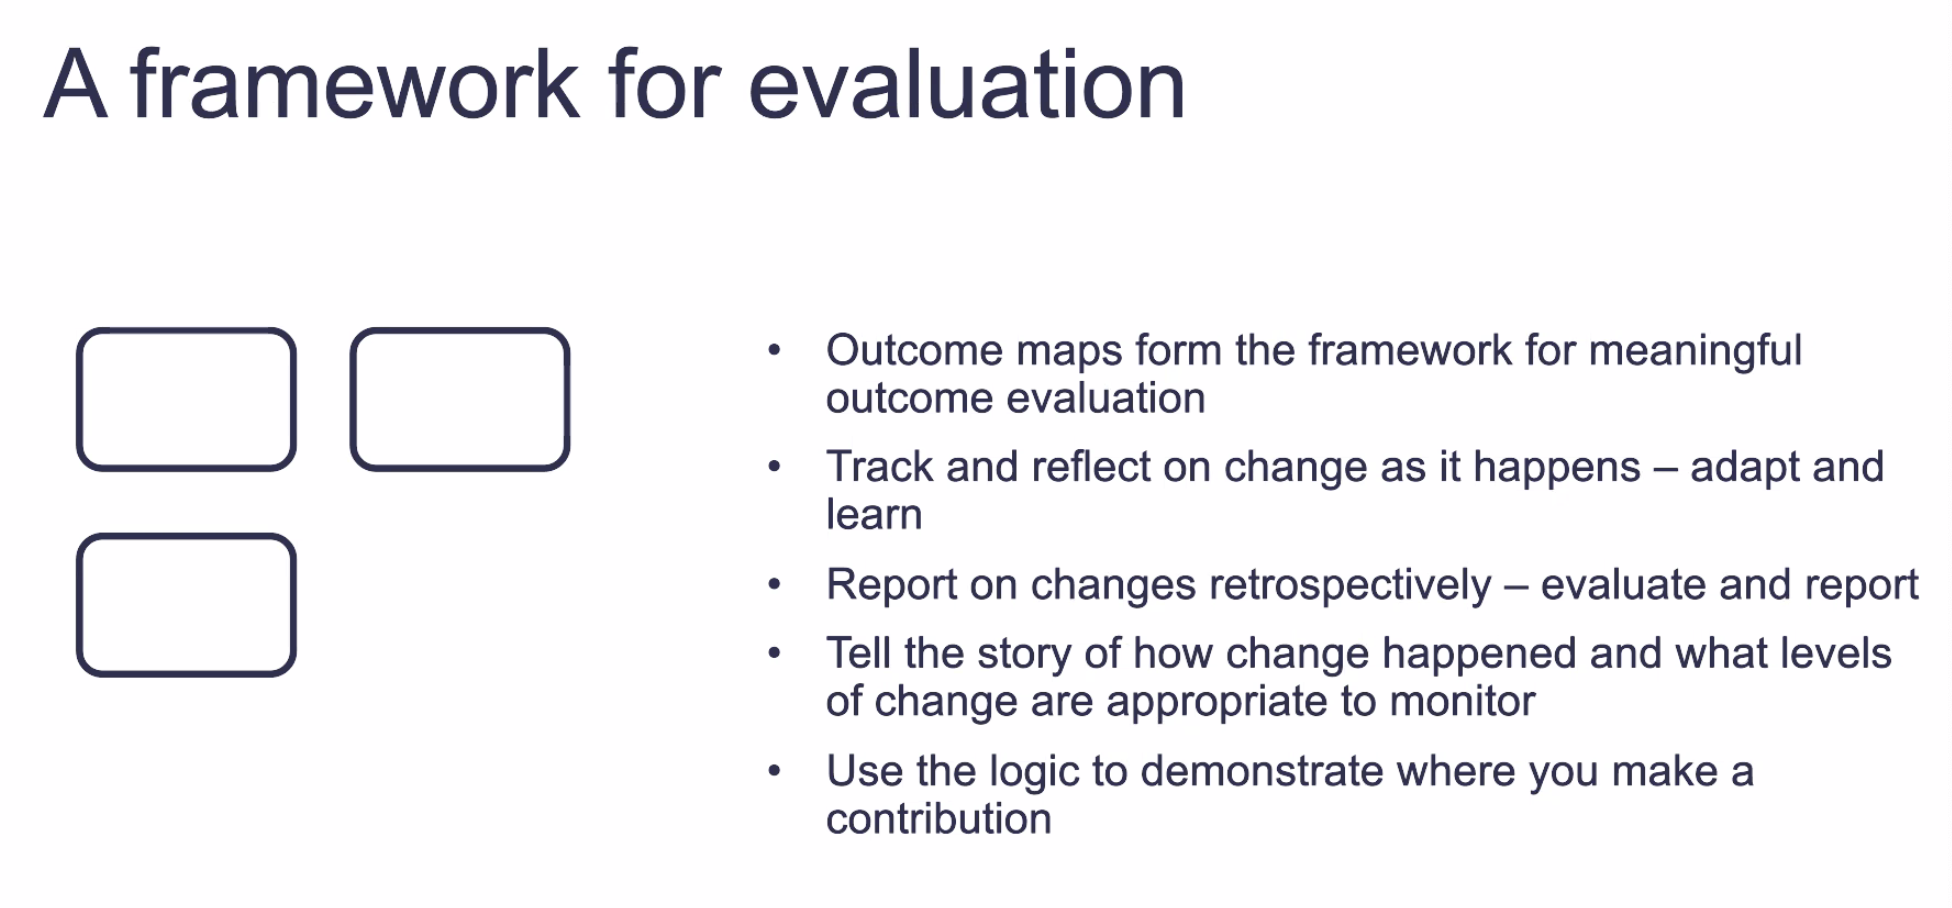 A framework for evaluation
• Outcome maps form the framework for meaningful
outcome evaluation
• Track and reflect on change as it happens – adapt and
learn
• Report on changes retrospectively – evaluate and report
• Tell the story of how change happened and what levels
of change are appropriate to monitor
• Use the logic to demonstrate where you make a
contribution